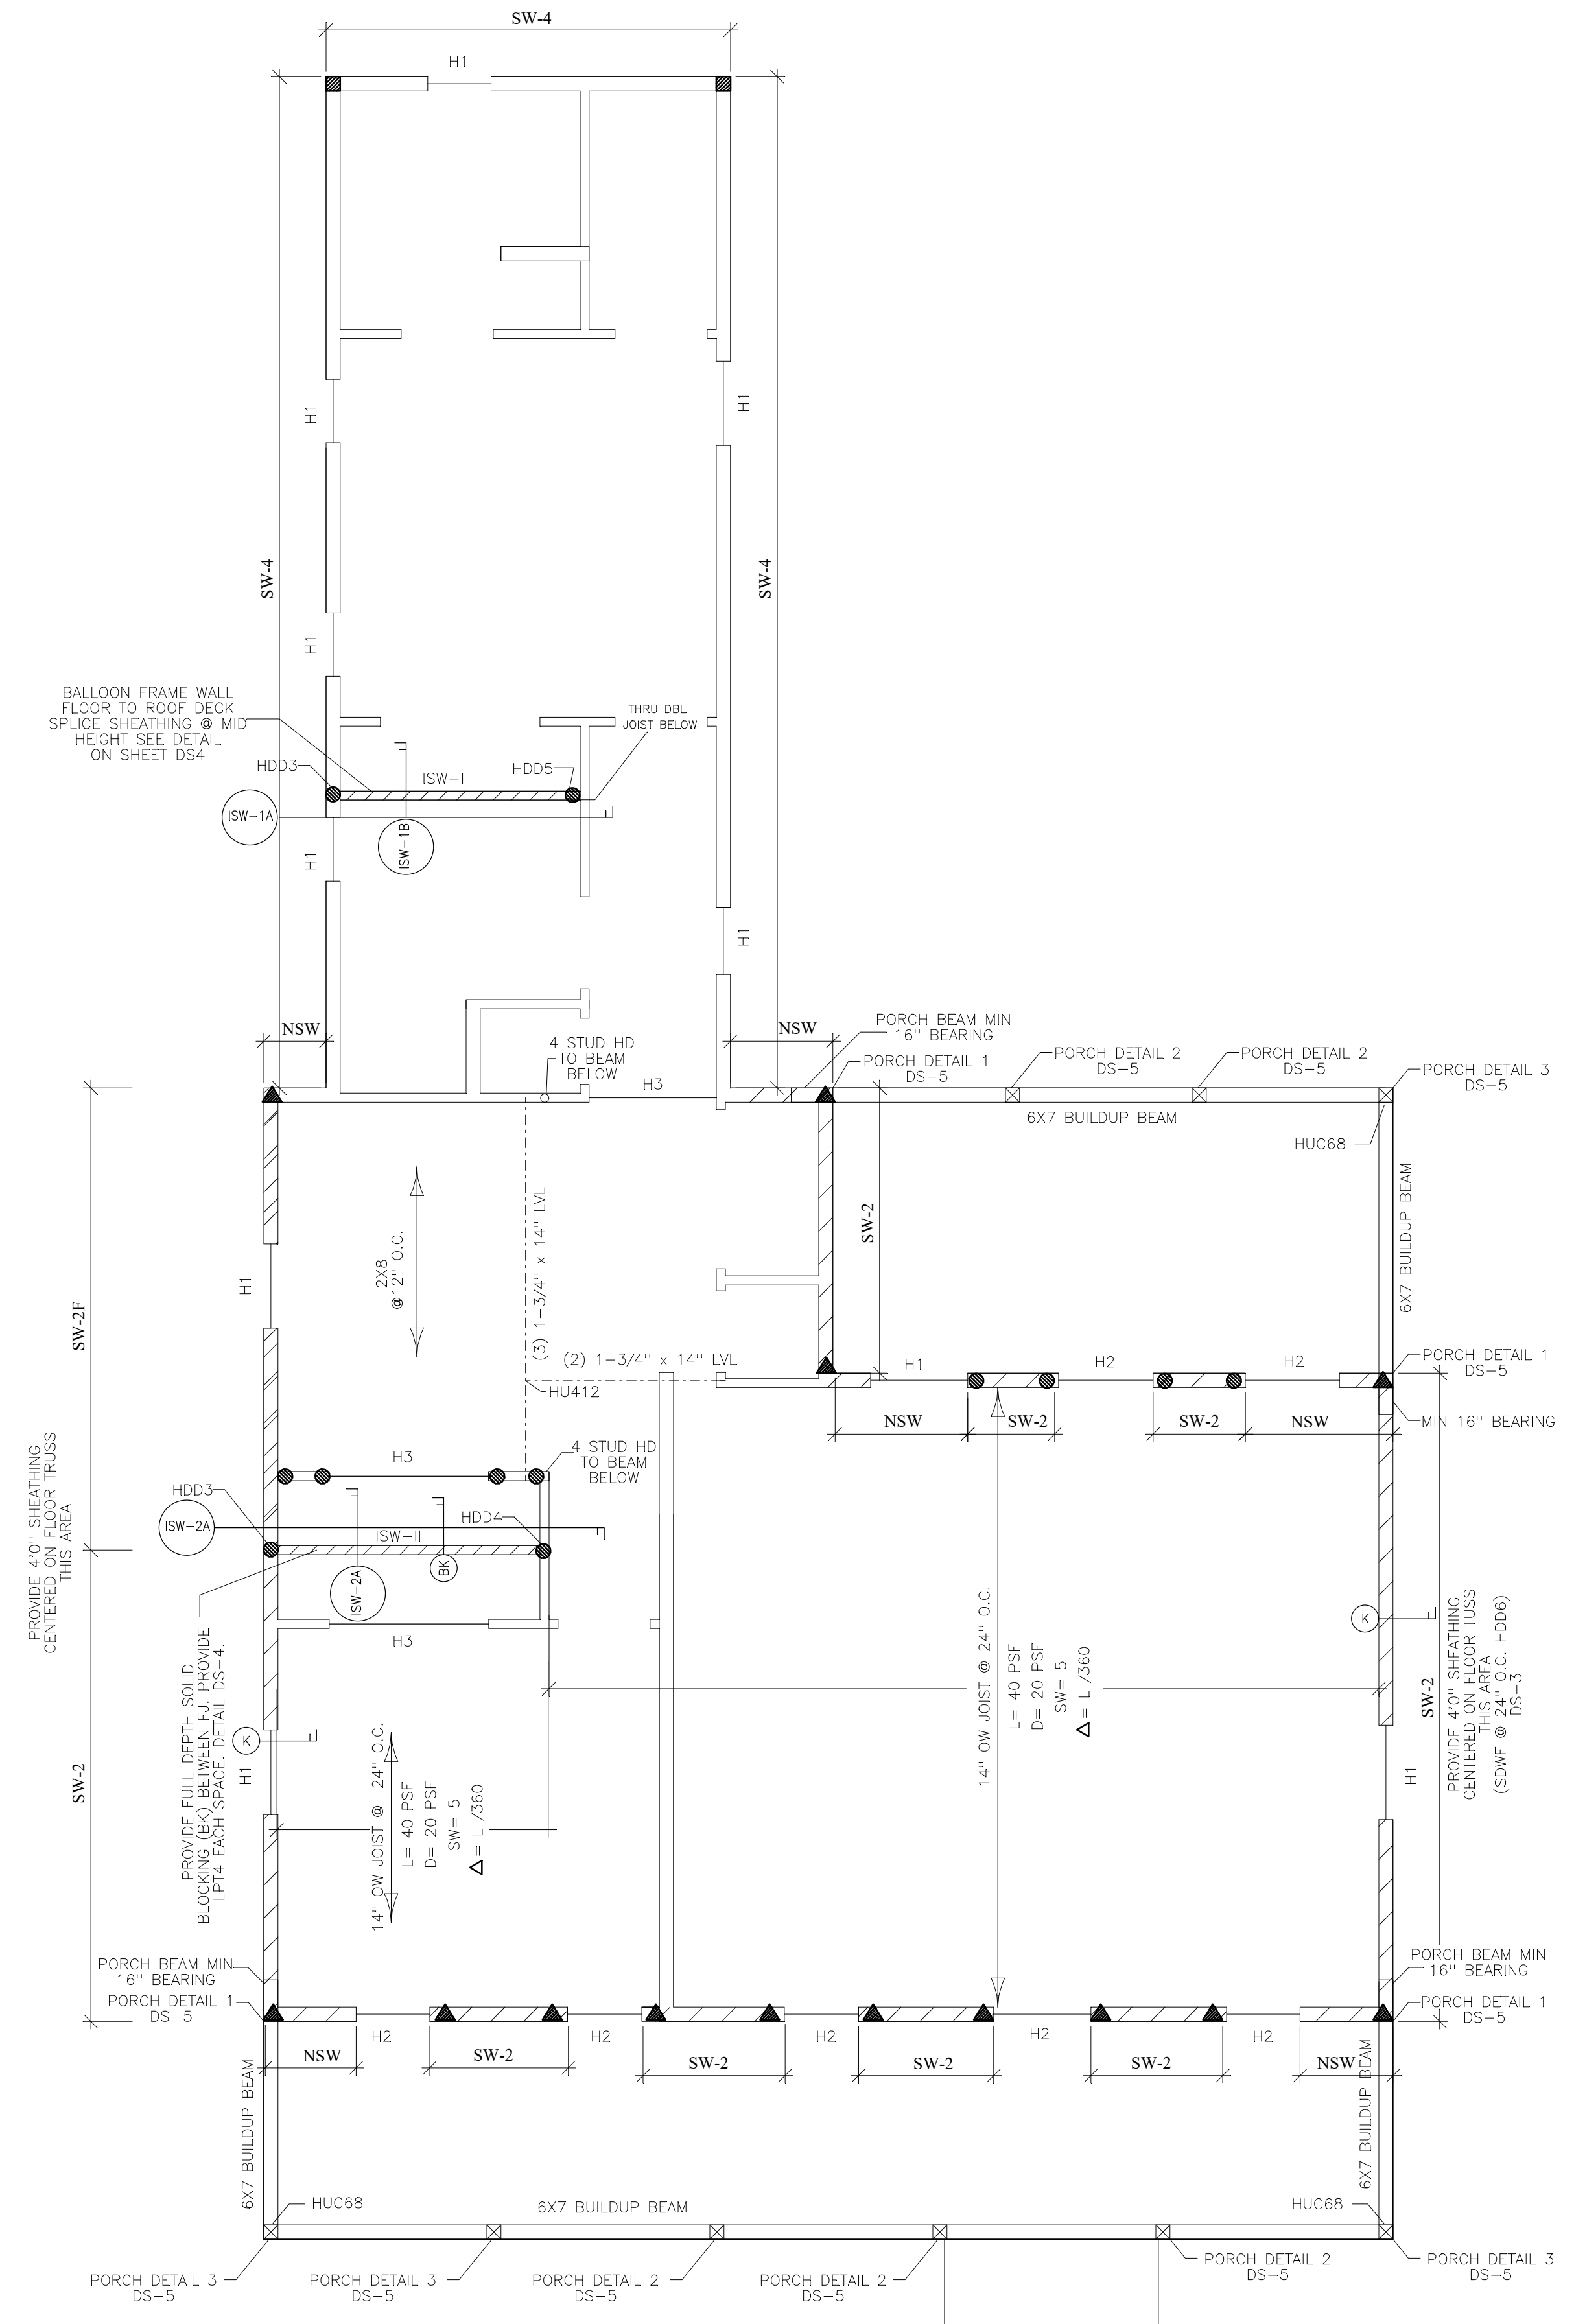 SW-4
H1
SW-4
SW-4
H1
H1
H1
BALLOON FRAME WALL
FLOOR TO ROOF DECK
SPLICE SHEATHING @ MID
HEIGHT SEE DETAIL
ON SHEET DS4
THRU DBL
JOIST BELOW
HDD3
ISW-I
HDD5
ISW-1A
ISW-1B
H1
H1
NSW
4 STUD HD
TO BEAM
BELOW
H3
NSW
PORCH BEAM MIN
16" BEARING
PORCH DETAIL 1
DS-5
PORCH DETAIL 2
DS-5
PORCH DETAIL 2
DS-5
PORCH DETAIL 3
DS-5
6X7 BUILDUP BEAM
HUC68
6X7 BUILDUP BEAM
SW-2
2X8
@12" O.C.
(3) 1-3/4" x 14" LVL
(2) 1-3/4" x 14" LVL
HU412
H1
SW-2F
H1
H2
H2
PORCH DETAIL 1
DS-5
MIN 16" BEARING
NSW
SW-2
SW-2
NSW
PROVIDE 4'0" SHEATHING
CENTERED ON FLOOR TRUSS
THIS AREA
H3
4 STUD HD
TO BEAM
BELOW
HDD3
ISW-2A
HDD4
ISW-II
ISW-2A
BK
H3
PROVIDE FULL DEPTH SOLID
BLOCKING (BK) BETWEEN FJ. PROVIDE
LPT4 EACH SPACE. DETAIL DS-4.
K
H1
SW-2
14" OW JOIST @ 24" O.C.
L= 40 PSF
D= 20 PSF
SW= 5
Δ= L /360
14" OW JOIST @ 24" O.C.
L= 40 PSF
D= 20 PSF
SW= 5
Δ= L /360
K
H1
SW-2
PROVIDE 4'0" SHEATHING
CENTERED ON FLOOR TUSS
THIS AREA
(SDWF @ 24" O.C. HDD6)
DS-3
PORCH BEAM MIN
16" BEARING
PORCH DETAIL 1
DS-5
PORCH BEAM MIN
16" BEARING
PORCH DETAIL 1
DS-5
H2
H2
H2
H2
H2
NSW
SW-2
SW-2
SW-2
SW-2
NSW
6X7 BUILDUP BEAM
6X7 BUILDUP BEAM
HUC68
6X7 BUILDUP BEAM
HUC68
PORCH DETAIL 3
DS-5
PORCH DETAIL 3
DS-5
PORCH DETAIL 2
DS-5
PORCH DETAIL 2
DS-5
PORCH DETAIL 2
DS-5
PORCH DETAIL 3
DS-5